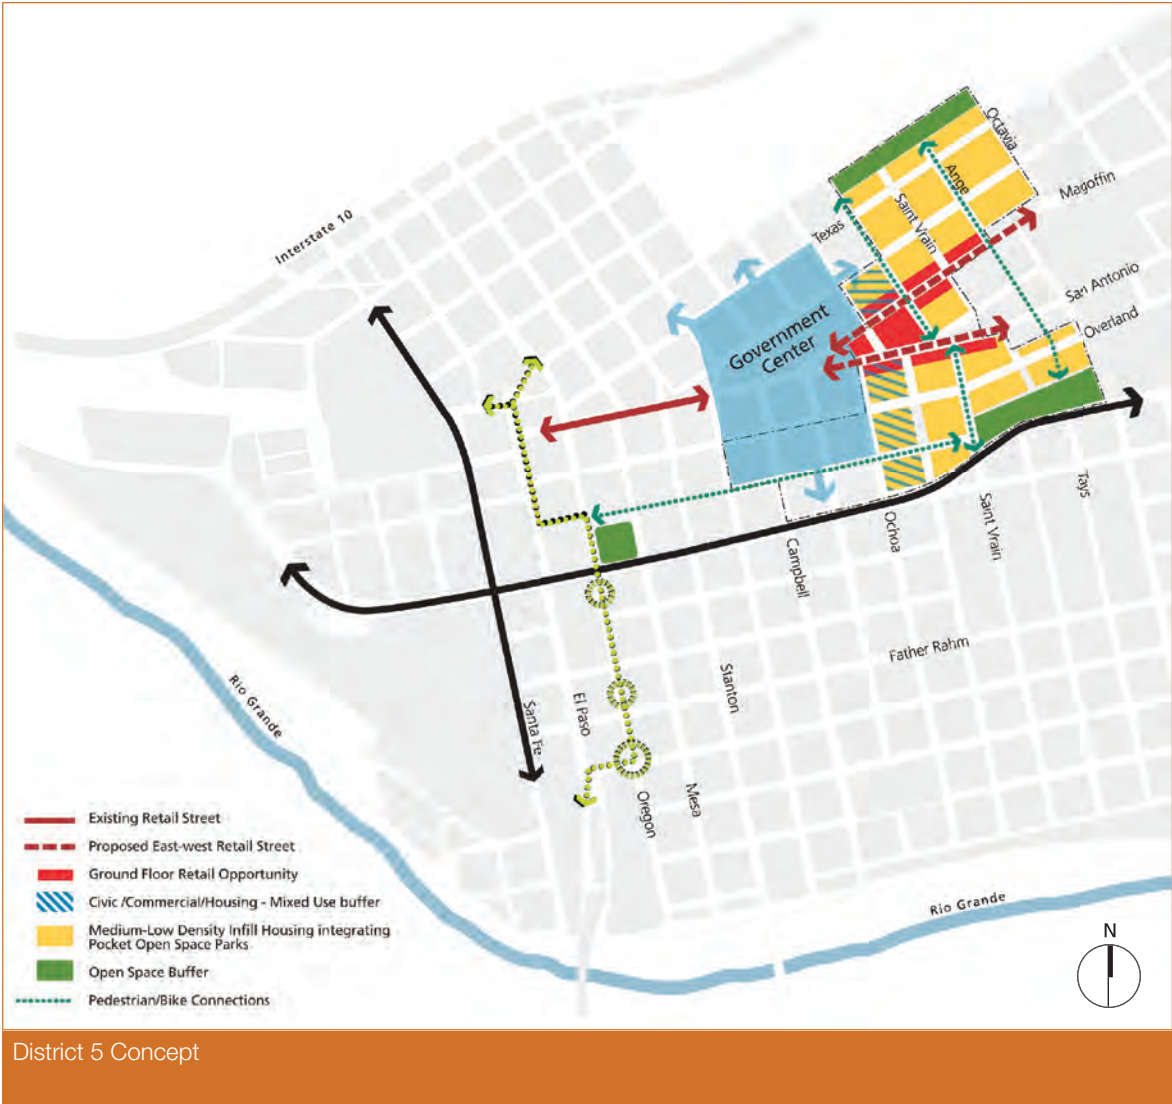 Octavia
Ange
Magoffin
Saint Vrain
Texas
Interstate 10
San Antonio
Overland
Government
Center
Tays
Saint Vrain
Ochoa
Campbell
Father Rahm
Stanton
Rio Grande
El Paso
Santa Fe
Mesa
Oregon
Existing Retail Street
Proposed East-west Retail Street
Ground Floor Retail Opportunity
Civic /Commercial/Housing - Mixed Use buffer
Medium-Low Density Infill Housing integrating
Pocket Open Space Parks
Open Space Buffer
Pedestrian/Bike Connections
Rio Grande
N
District 5 Concept